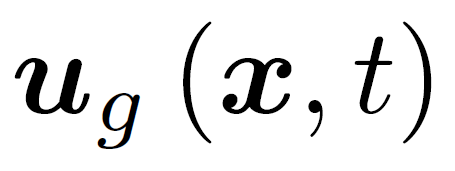 𝒖_g (𝒙, t)